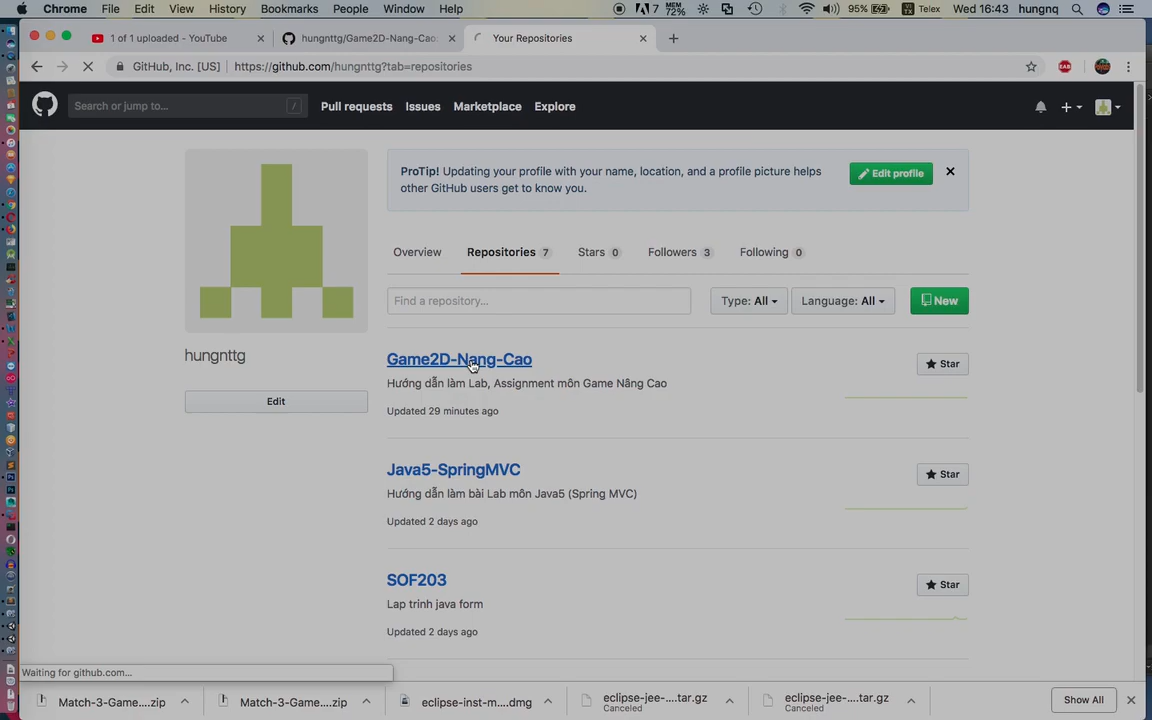 Chrome File Edit View History Bookmarks People Window Help 7 MEM 72% 95% Telex Wed 16:43 hungnq
1 of 1 uploaded - YouTube hungnttg/Game2D-Nang-Cao: Your Repositories
GitHub, Inc. [US] https://github.com/hungnttg?tab=repositories
Search or jump to... / Pull requests Issues Marketplace Explore
ProTip! Updating your profile with your name, location, and a profile picture helps
other GitHub users get to know you.
Edit profile
Overview Repositories 7 Stars 0 Followers 3 Following 0
Find a repository... Type: All Language: All New
hungnttg
Edit
Game2D-Nang-Cao
Star
Hướng dẫn làm Lab, Assignment môn Game Nâng Cao
Updated 29 minutes ago
Java5-SpringMVC
Star
Hướng dẫn làm bài Lab môn Java5 (Spring MVC)
Updated 2 days ago
SOF203
Star
Lap trinh java form
Updated 2 days ago
Waiting for github.com...
Match-3-Game....zip Match-3-Game....zip eclipse-inst-m....dmg eclipse-jee-....tar.gz eclipse-jee-....tar.gz Show All
Canceled Canceled